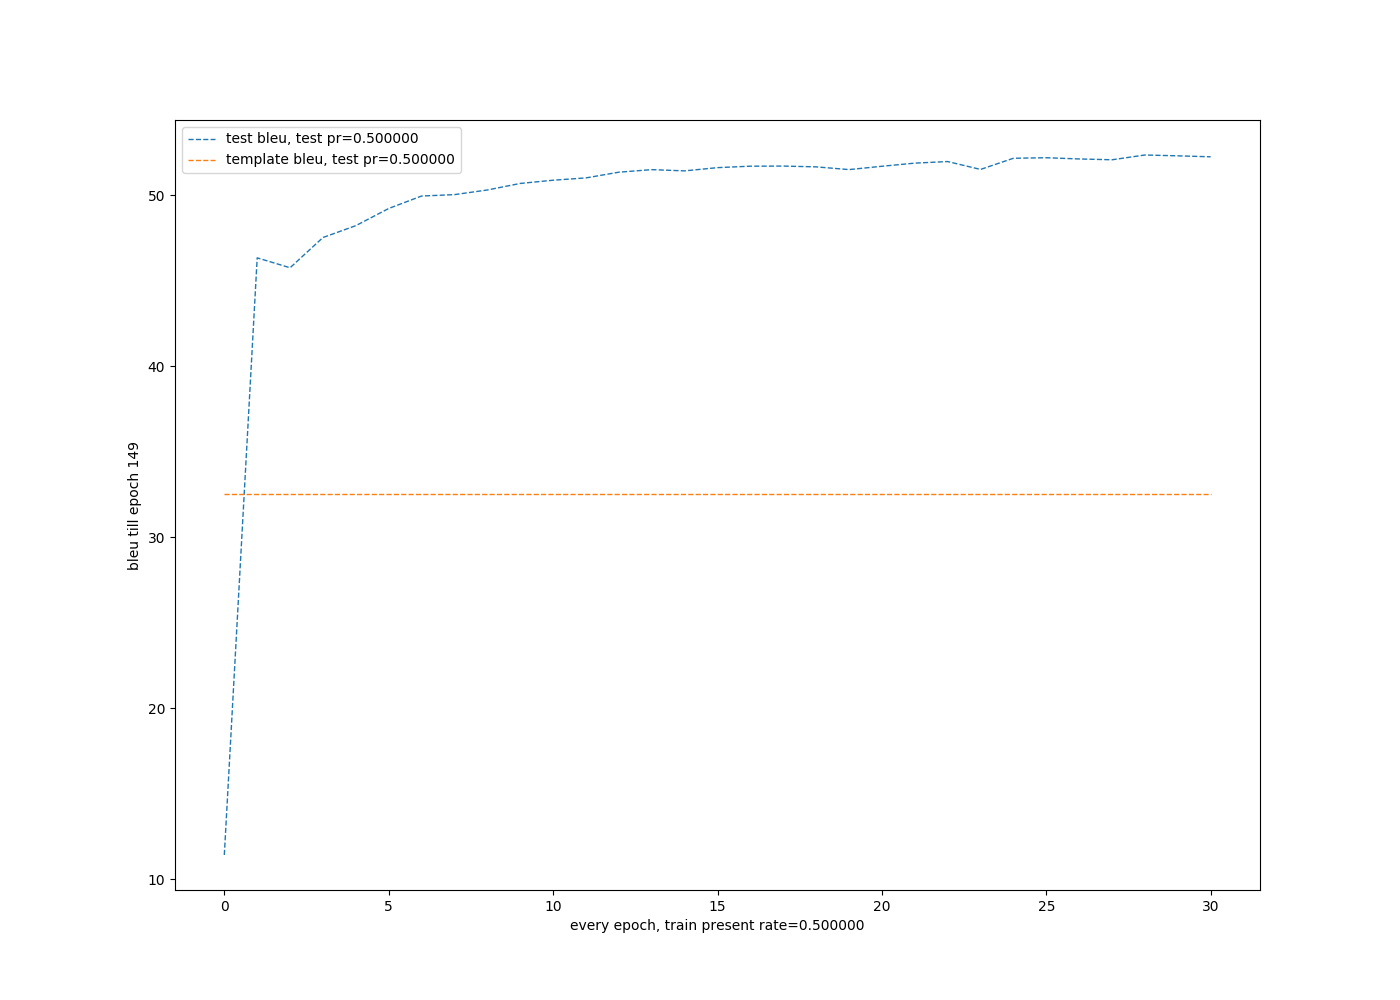 test bleu, test pr=0.500000
template bleu, test pr=0.500000
50
40
30
20
10
bleu till epoch 149
0 5 10 15 20 25 30
every epoch, train present rate=0.500000